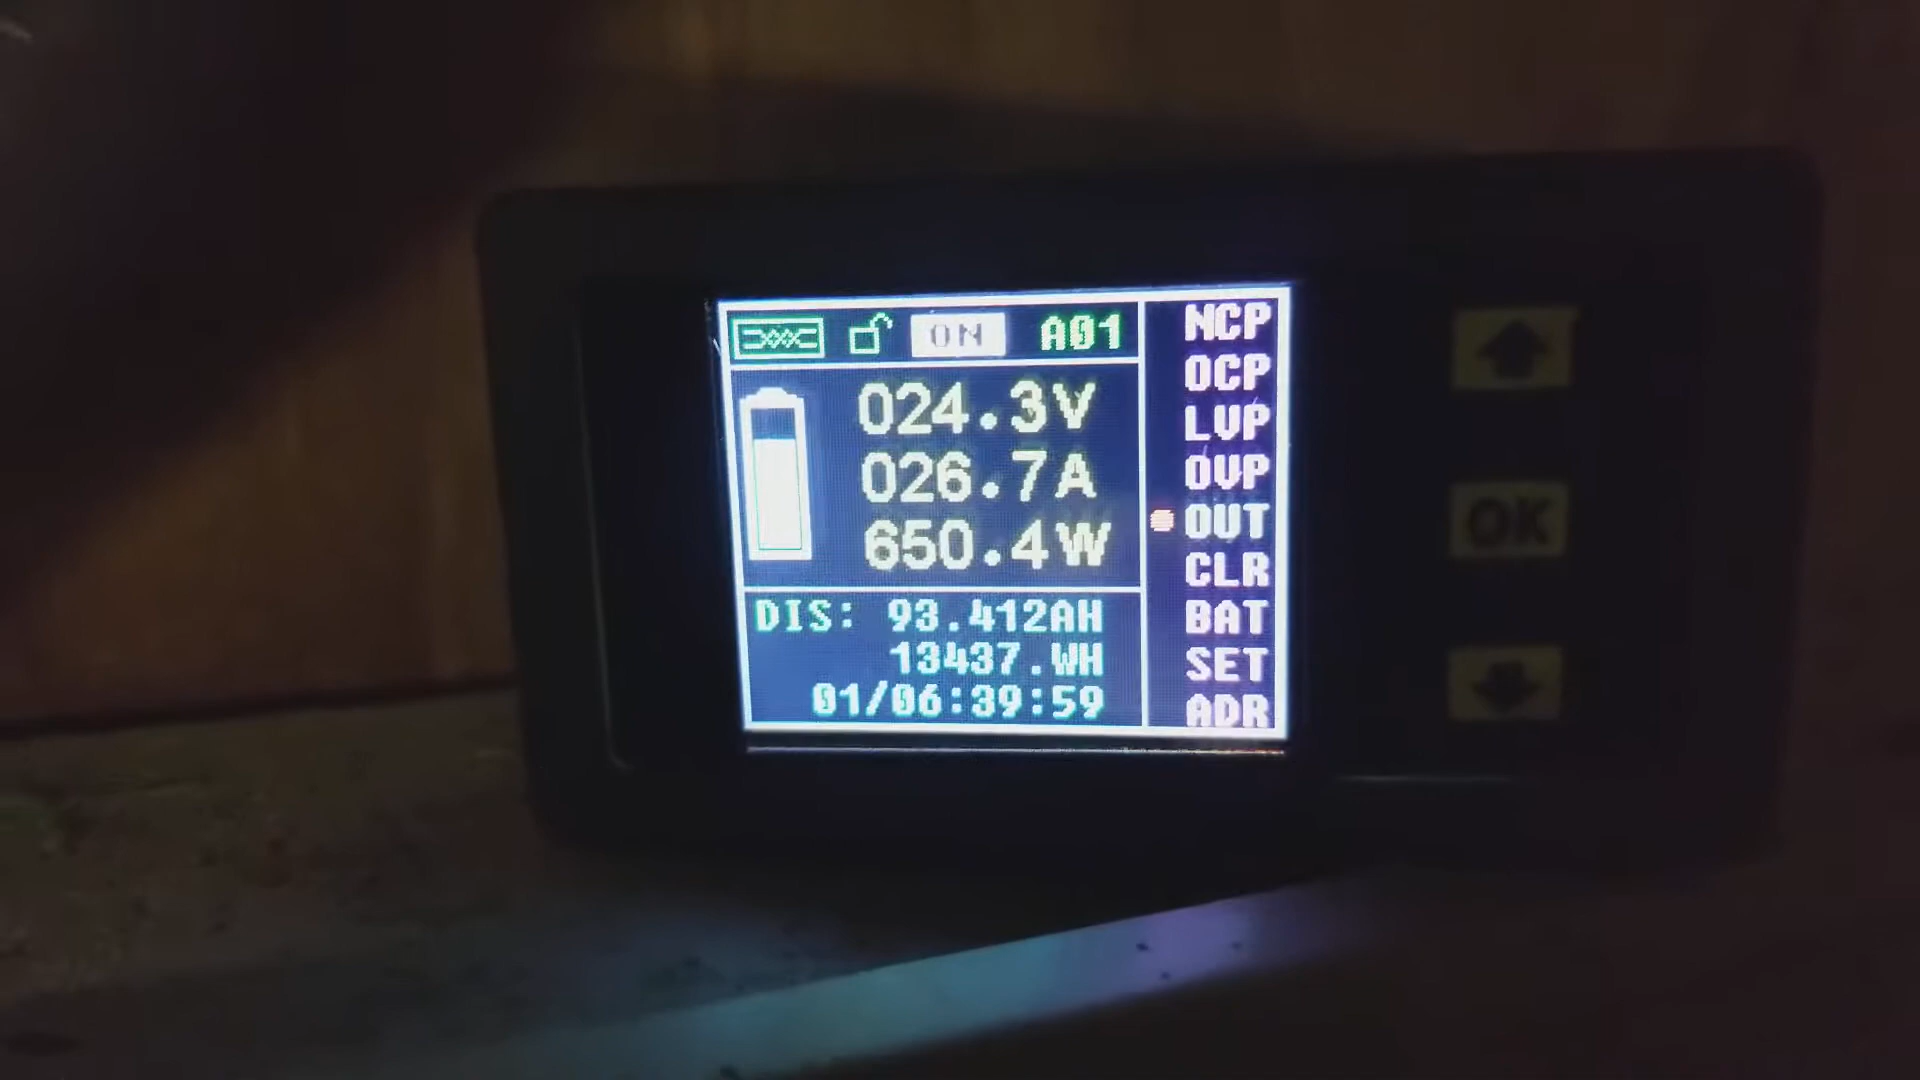 ON A01
024.3V
026.7A
650.4W
DIS: 93.412AH
13437.WH
01/06:39:59
NCP
OCP
LVP
OVP
OUT
CLR
BAT
SET
ADR
OK